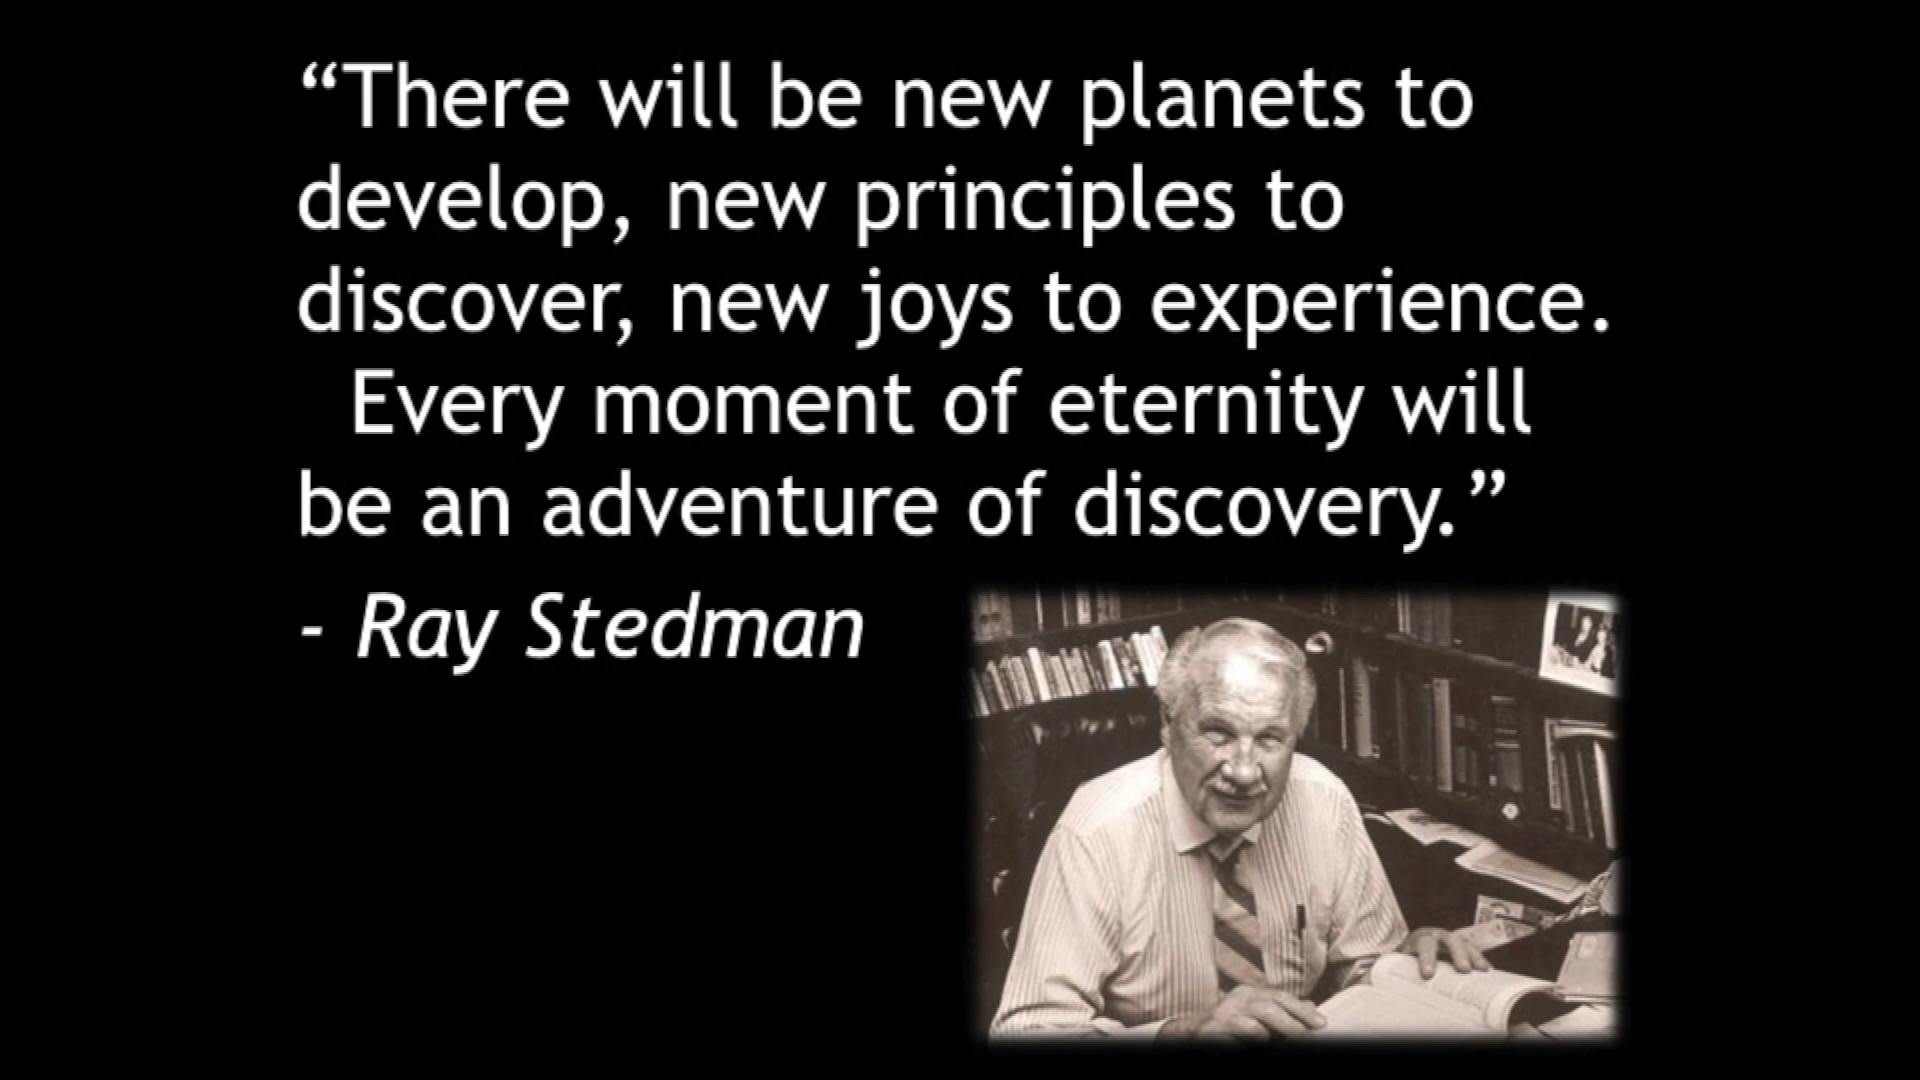 “There will be new planets to
develop, new principles to
discover, new joys to experience.
Every moment of eternity will
be an adventure of discovery.”
- Ray Stedman